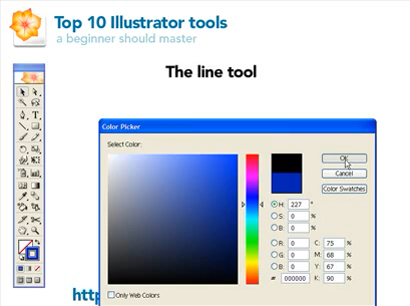 Top 10 Illustrator tools
a beginner should master
The line tool
Color Picker
Select Color:
OK
Cancel
Color Swatches
H: 227 °
S: 0 %
B: 0 %
R: 0 C: 75 %
G: 0 M: 68 %
B: 0 Y: 67 %
# 000000 K: 90 %
Only Web Colors
http